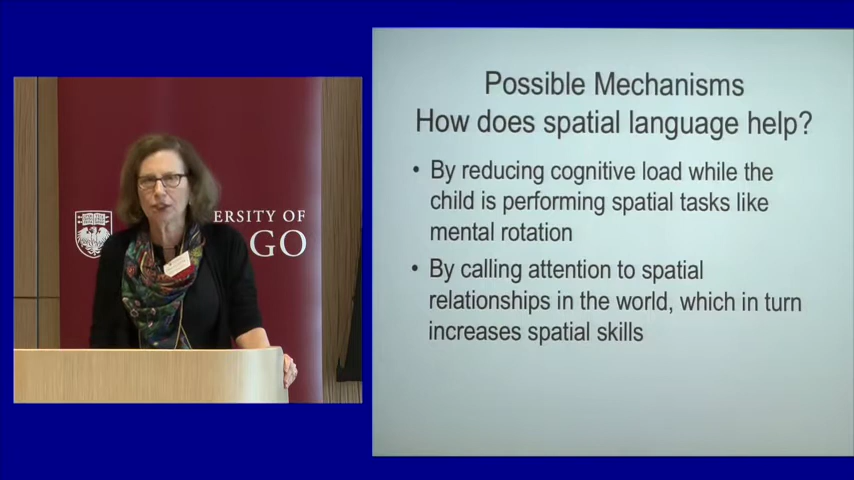 ERSITY OF
GO
Possible Mechanisms
How does spatial language help?
• By reducing cognitive load while the
child is performing spatial tasks like
mental rotation
• By calling attention to spatial
relationships in the world, which in turn
increases spatial skills